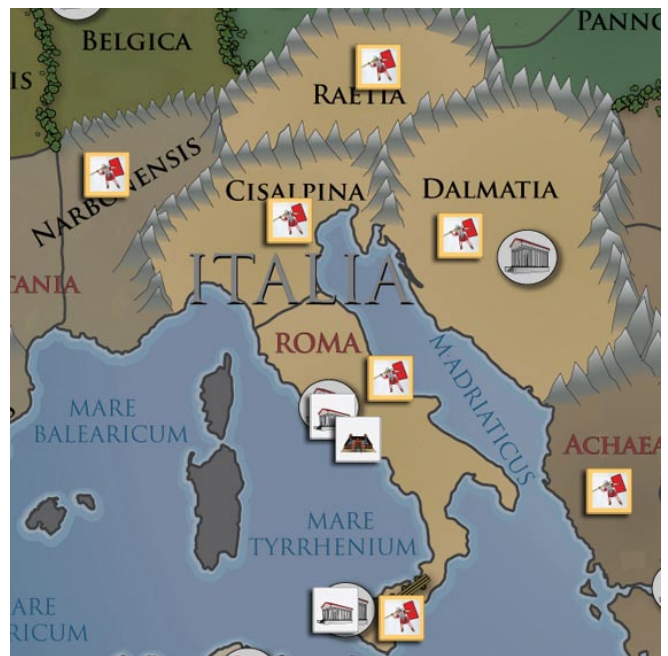 BELGICA
PANNO
IS
RAETIA
NARBONENSIS
CISALPINA
DALMATIA
TANIA
ITALIA
ROMA
MADRIATICUS
MARE
BALEARICUM
ACHAEA
MARE
TYRRHENIUM
ARE
RICUM